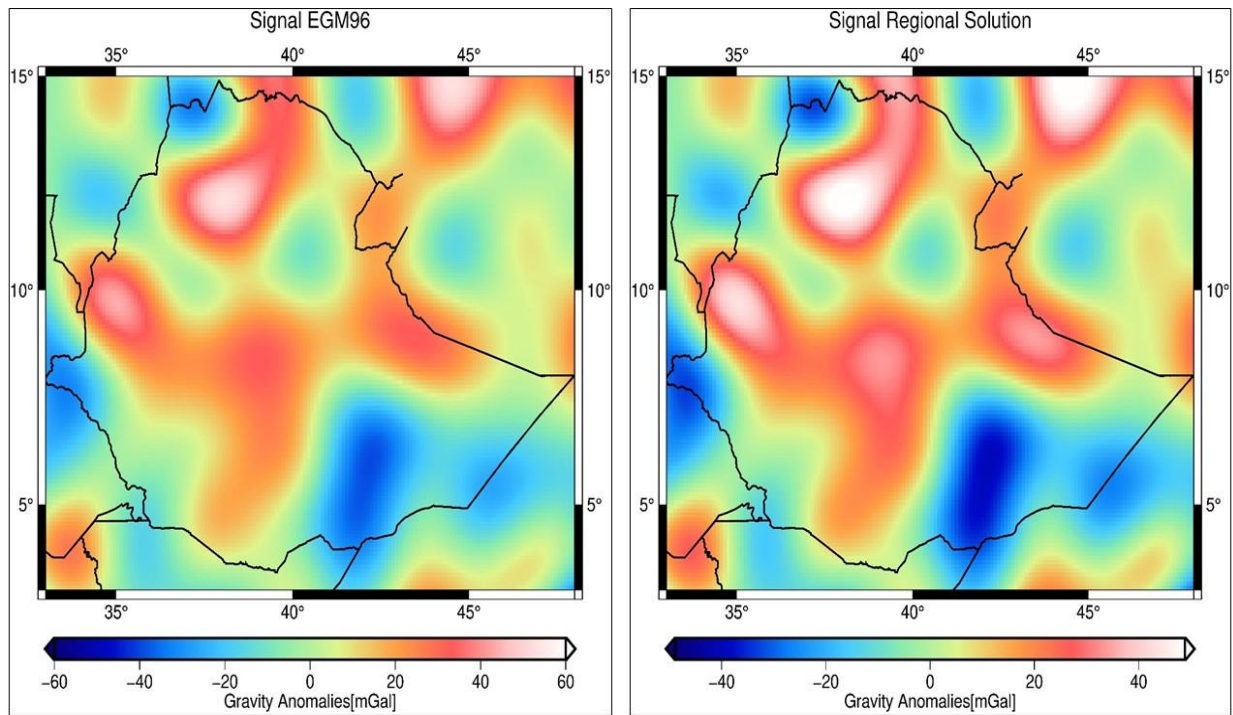 Signal EGM96
35° 40° 45°
15° 15°
10° 10°
5° 5°
35° 40° 45°
−60 −40 −20 0 20 40 60
Gravity Anomalies[mGal]
Signal Regional Solution
35° 40° 45°
15° 15°
10° 10°
5° 5°
35° 40° 45°
−40 −20 0 20 40
Gravity Anomalies[mGal]